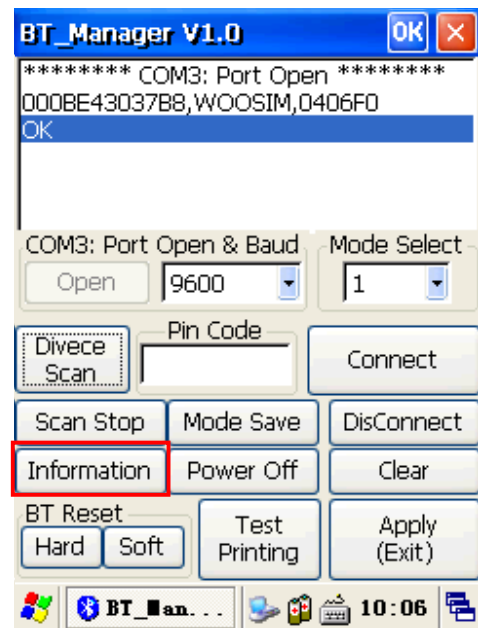 BT_Manager V1.0
OK
******** COM3: Port Open ********
000BE43037B8,WOOSIM,0406F0
OK
COM3: Port Open & Baud
Mode Select
Open
9600
1
Divece
Scan
Pin Code
Connect
Scan Stop
Mode Save
DisConnect
Information
Power Off
Clear
BT Reset
Hard
Soft
Test
Printing
Apply
(Exit)
BT_Man...
10:06